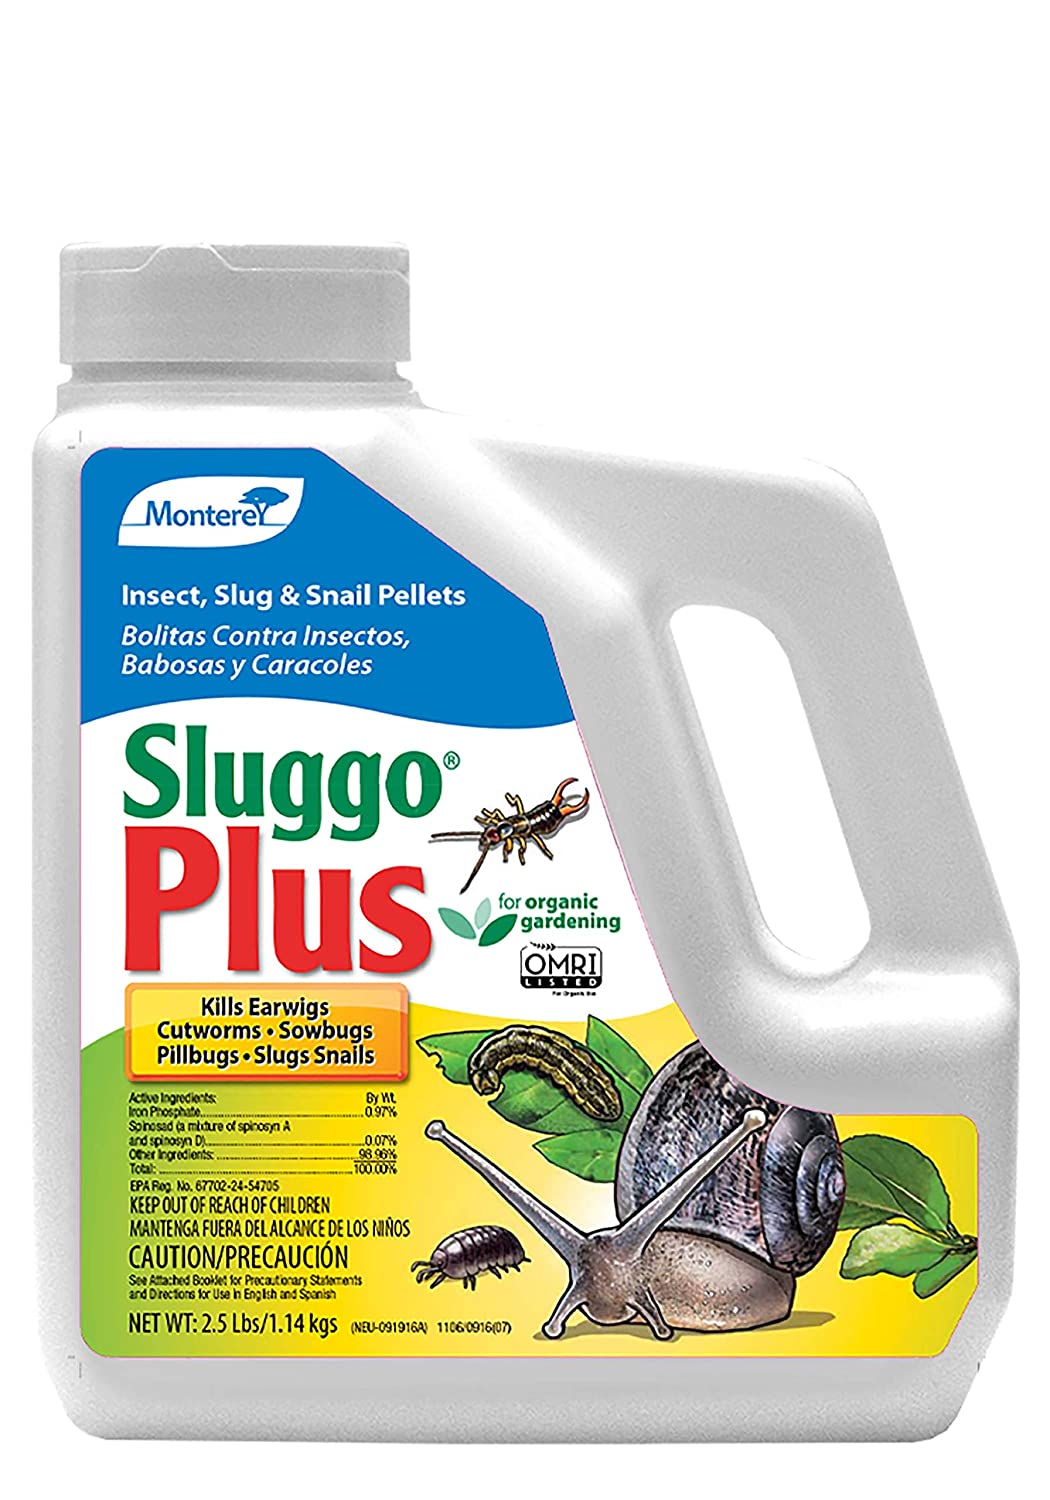 Monterey
Insect, Slug & Snail Pellets
Bolitas Contra Insectos,
Babosas y Caracoles
Sluggo®
Plus
for organic
gardening
OMRI
LISTED
For Organic Use
Kills Earwigs
Cutworms • Sowbugs
Pillbugs • Slugs Snails
Active Ingredients: By Wt.
Iron Phosphate 0.97%
Spinosad (a mixture of spinosyn A
and spinosyn D) 0.07%
Other Ingredients: 98.96%
Total: 100.00%
EPA Reg. No. 67702-24-54705
KEEP OUT OF REACH OF CHILDREN
MANTENGA FUERA DEL ALCANCE DE LOS NIÑOS
CAUTION/PRECAUCIÓN
See Attached Booklet for Precautionary Statements
and Directions for Use in English and Spanish
NET WT: 2.5 Lbs/1.14 kgs (NEU-091916A) 1106/0916(07)